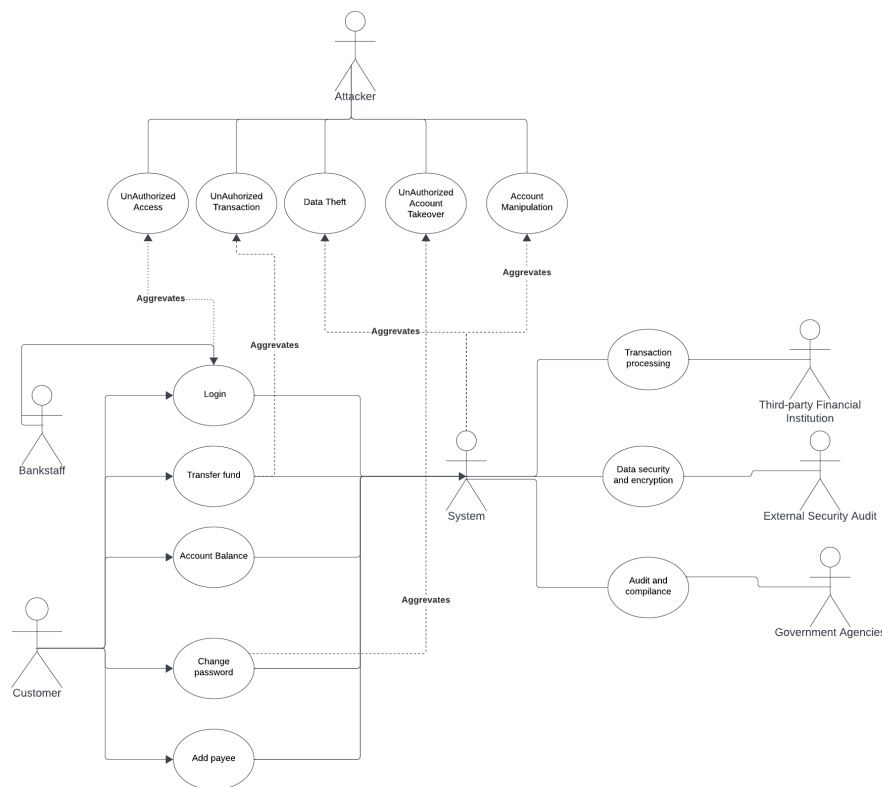 Attacker
UnAuthorized
Access
UnAuhorized
Transaction
Data Theft
UnAuthorized
Acoount
Takeover
Account
Manipulation
Aggrevates
Aggrevates
Aggrevates
Aggrevates
Login
Transaction
processing
Third-party Financial
Institution
Bankstaff
Transfer fund
System
Data security
and encryption
External Security Audit
Account Balance
Audit and
compilance
Government Agencies
Aggrevates
Customer
Change
password
Add payee